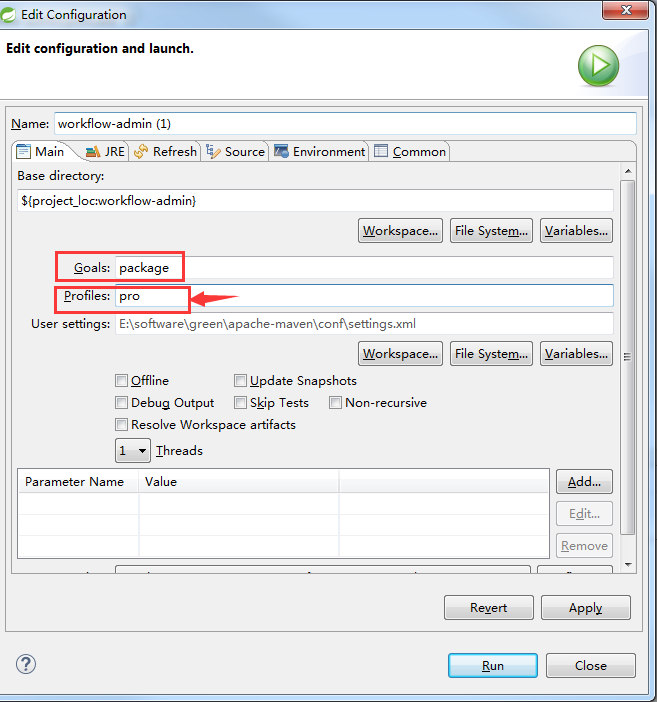 Edit Configuration
Edit configuration and launch.
Name: workflow-admin (1)
Main JRE Refresh Source Environment Common
Base directory:
${project_loc:workflow-admin}
Workspace... File System... Variables...
Goals: package
Profiles: pro
User settings: E:\software\green\apache-maven\conf\settings.xml
Workspace... File System... Variables...
Offline Update Snapshots
Debug Output Skip Tests Non-recursive
Resolve Workspace artifacts
1 Threads
Parameter Name Value
Add...
Edit...
Remove
Revert Apply
? Run Close